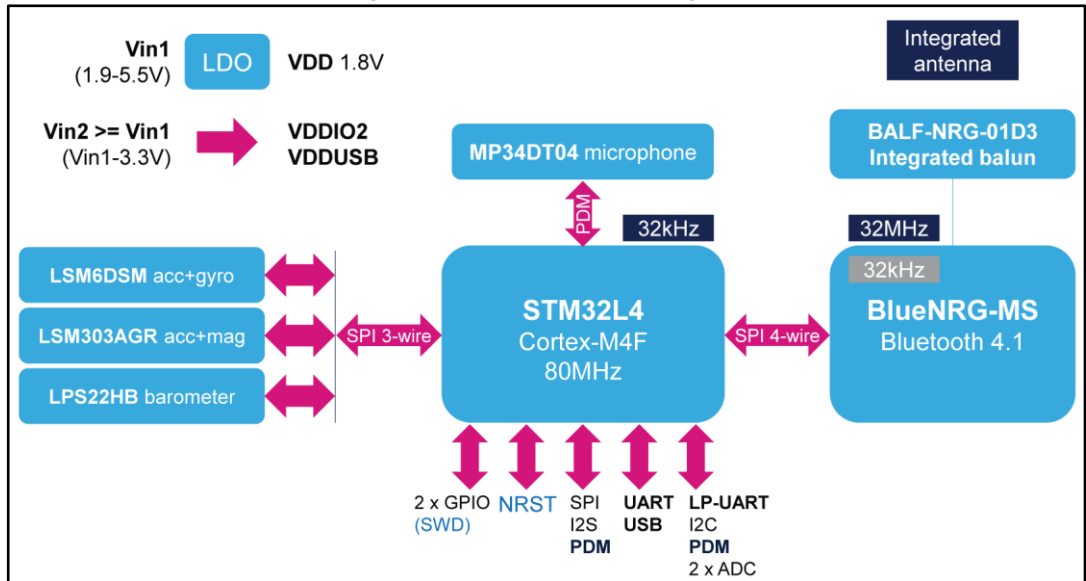 Vin1
(1.9-5.5V)
LDO
VDD 1.8V
Integrated
antenna
Vin2 >= Vin1
(Vin1-3.3V)
VDDIO2
VDDUSB
MP34DT04 microphone
BALF-NRG-01D3
Integrated balun
PDM
32kHz
32MHz
32kHz
LSM6DSM acc+gyro
LSM303AGR acc+mag
LPS22HB barometer
SPI 3-wire
STM32L4
Cortex-M4F
80MHz
SPI 4-wire
BlueNRG-MS
Bluetooth 4.1
2 x GPIO
(SWD)
NRST
SPI
I2S
PDM
UART
USB
LP-UART
I2C
PDM
2 x ADC